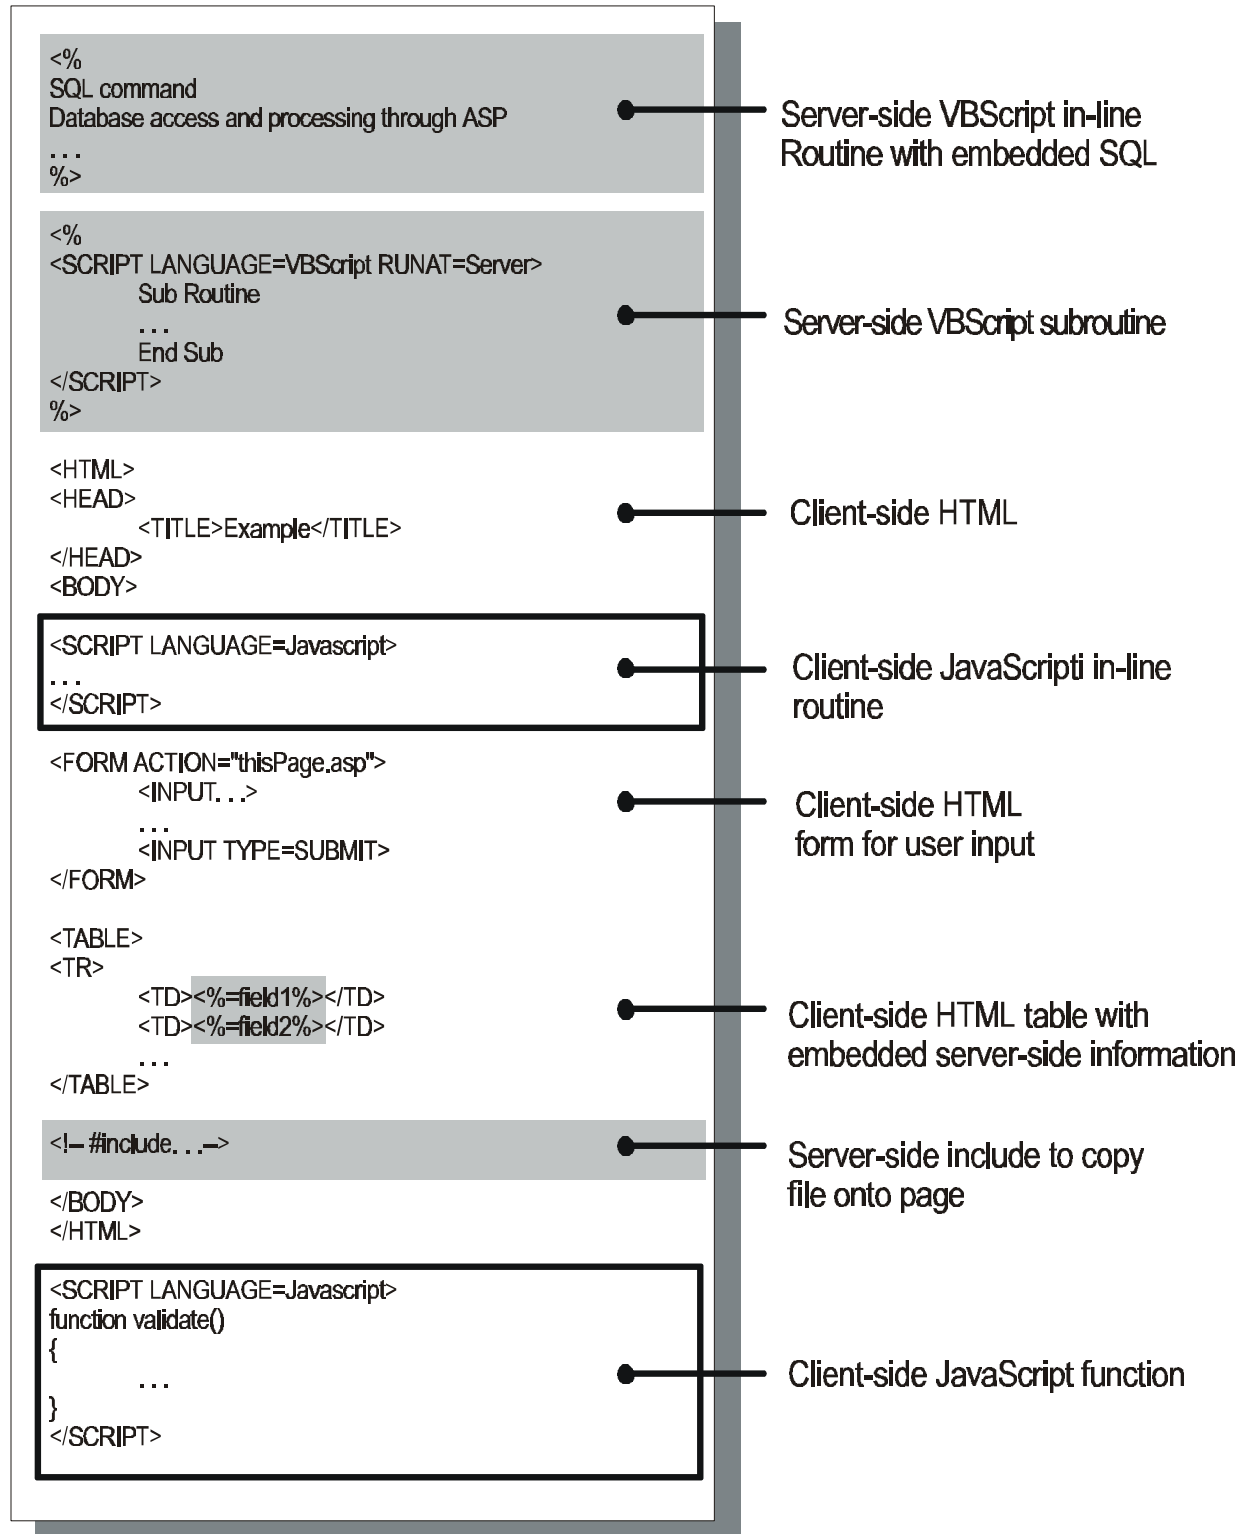 <%
SQL command
Database access and processing through ASP
. . .
%>
Server-side VBScript in-line
Routine with embedded SQL
<%
<SCRIPT LANGUAGE=VBScript RUNAT=Server>
Sub Routine
. . .
End Sub
</SCRIPT>
%>
Server-side VBScript subroutine
<HTML>
<HEAD>
<TITLE>Example</TITLE>
</HEAD>
<BODY>
Client-side HTML
<SCRIPT LANGUAGE=Javascript>
. . .
</SCRIPT>
Client-side JavaScripti in-line
routine
<FORM ACTION="thisPage.asp">
<INPUT. . .>
. . .
<INPUT TYPE=SUBMIT>
</FORM>
Client-side HTML
form for user input
<TABLE>
<TR>
<TD><%=field1%></TD>
<TD><%=field2%></TD>
. . .
</TABLE>
Client-side HTML table with
embedded server-side information
<!– #include. . .–>
Server-side include to copy
file onto page
</BODY>
</HTML>
<SCRIPT LANGUAGE=Javascript>
function validate()
{
. . .
}
</SCRIPT>
Client-side JavaScript function